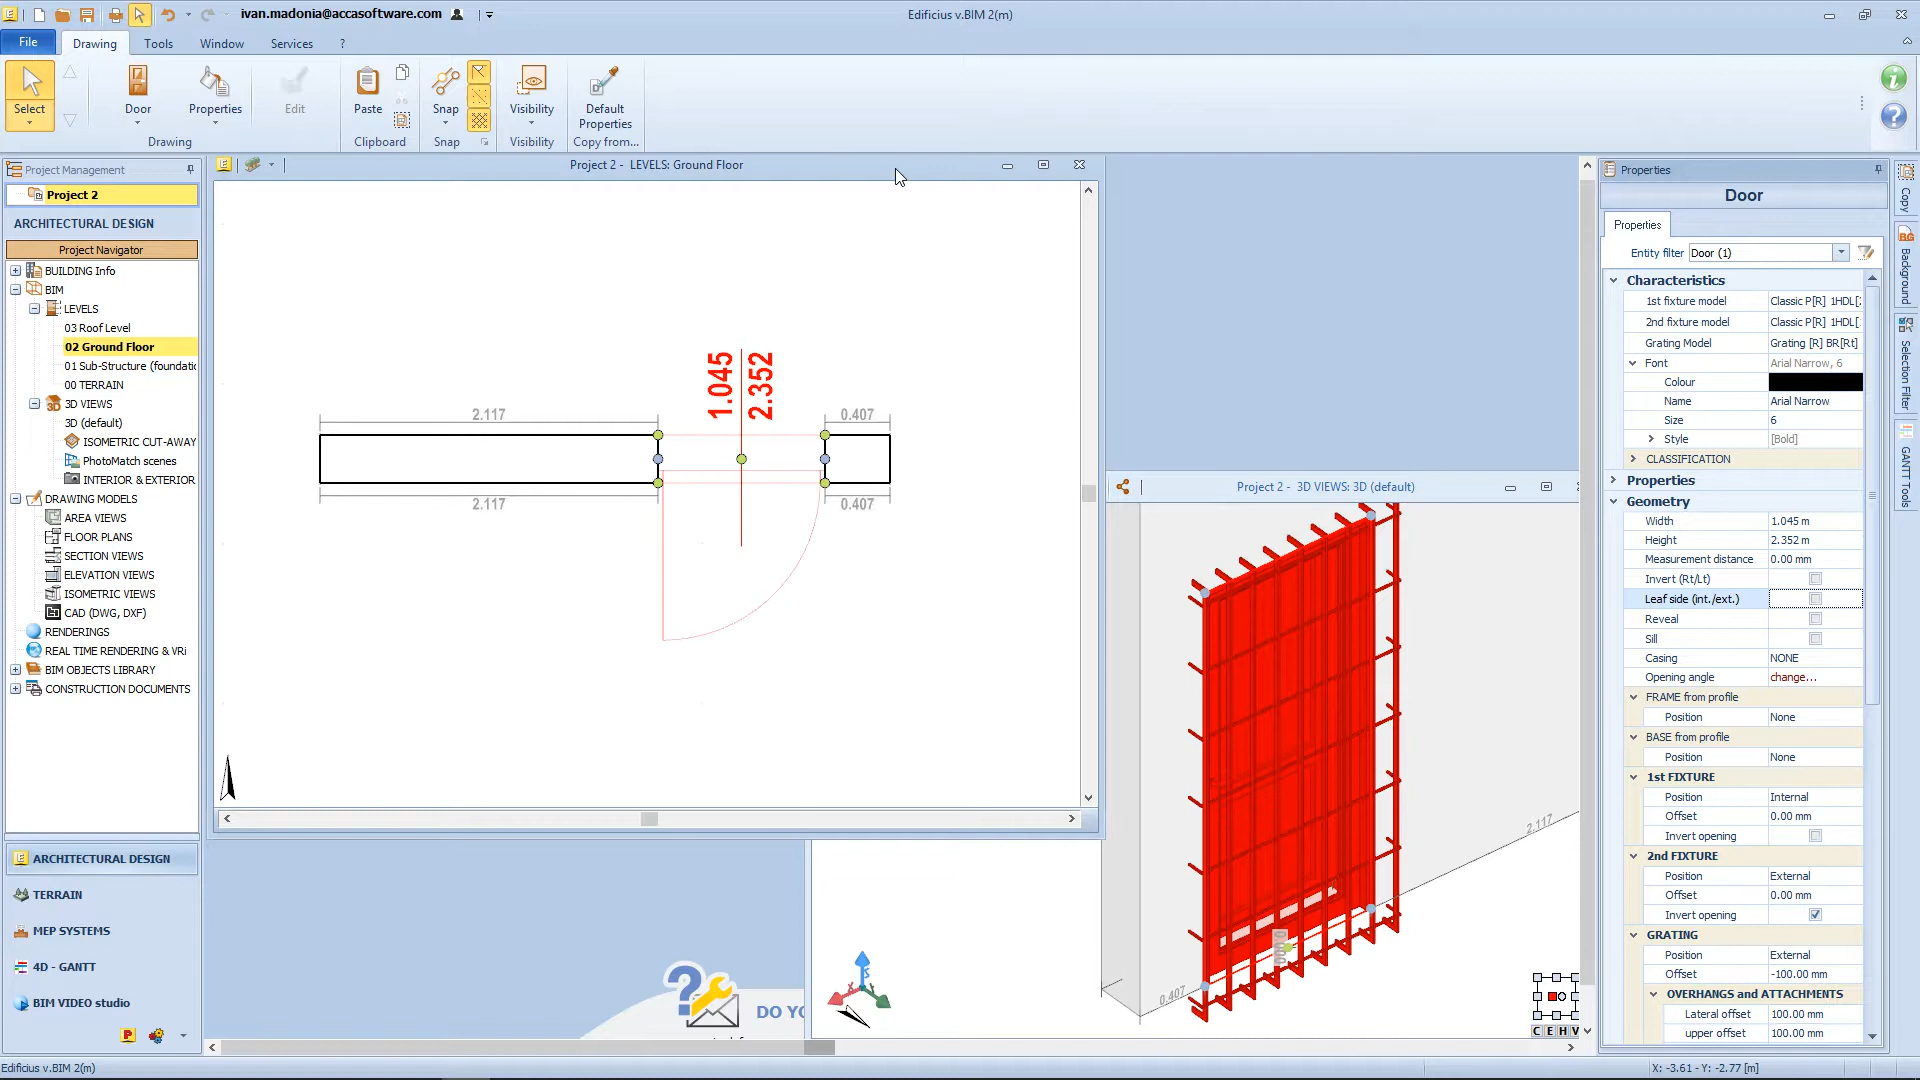 ivan.madonia@accasoftware.com
Edificius v.BIM 2(m)
File
Drawing
Tools
Window
Services
?
Select
Door
Properties
Edit
Paste
Snap
Visibility
Default
Properties
Drawing
Clipboard
Snap
Visibility
Copy from...
Project Management
Project 2
ARCHITECTURAL DESIGN
Project Navigator
BUILDING Info
BIM
LEVELS
03 Roof Level
02 Ground Floor
01 Sub-Structure (foundatic
00 TERRAIN
3D VIEWS
3D (default)
ISOMETRIC CUT-AWAY
PhotoMatch scenes
INTERIOR & EXTERIOR
DRAWING MODELS
AREA VIEWS
FLOOR PLANS
SECTION VIEWS
ELEVATION VIEWS
ISOMETRIC VIEWS
CAD (DWG, DXF)
RENDERINGS
REAL TIME RENDERING & VRi
BIM OBJECTS LIBRARY
CONSTRUCTION DOCUMENTS
ARCHITECTURAL DESIGN
TERRAIN
MEP SYSTEMS
4D - GANTT
BIM VIDEO studio
Project 2 - LEVELS: Ground Floor
1.045
2.352
2.117
0.407
2.117
0.407
DO YO
Project 2 - 3D VIEWS: 3D (default)
2.117
0.407
C E H V
Properties
Door
Properties
Entity filter Door (1)
Characteristics
1st fixture model Classic P[R] 1HDL[
2nd fixture model Classic P[R] 1HDL[
Grating Model Grating [R] BR[Rt]
Font Arial Narrow, 6
Colour
Name Arial Narrow
Size 6
Style [Bold]
CLASSIFICATION
Properties
Geometry
Width 1.045 m
Height 2.352 m
Measurement distance 0.00 mm
Invert (Rt/Lt)
Leaf side (int./ext.)
Reveal
Sill
Casing NONE
Opening angle change...
FRAME from profile
Position None
BASE from profile
Position None
1st FIXTURE
Position Internal
Offset 0.00 mm
Invert opening
2nd FIXTURE
Position External
Offset 0.00 mm
Invert opening
GRATING
Position External
Offset -100.00 mm
OVERHANGS and ATTACHMENTS
Lateral offset 100.00 mm
upper offset 100.00 mm
Copy
Background
Selection Filter
GANTT Tools
Edificius v.BIM 2(m)
X: -3.61 - Y: -2.77 [m]